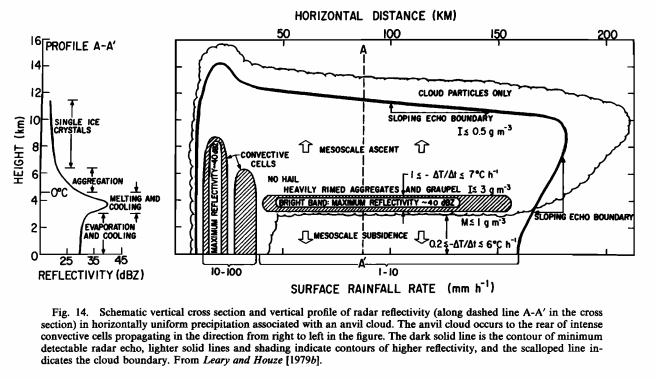 HORIZONTAL DISTANCE (KM)
50 100 150 200
PROFILE A-A'
HEIGHT (km)
16
14
12
10
8
6
4
2
0
0°C
SINGLE ICE
CRYSTALS
AGGREGATION
MELTING AND
COOLING
EVAPORATION
AND COOLING
25 35 45
REFLECTIVITY (dBZ)
A
CLOUD PARTICLES ONLY
SLOPING ECHO BOUNDARY
I ≤ 0.5 g m⁻³
MESOSCALE ASCENT
CONVECTIVE
CELLS
MAXIMUM REFLECTIVITY ~40 dBZ
1 ≤ - ΔT/Δt ≤ 7°C h⁻¹
NO HAIL
HEAVILY RIMED AGGREGATES AND GRAUPEL I ≤ 3 g m⁻³
BRIGHT BAND: MAXIMUM REFLECTIVITY ~40 dBZ
M ≤ 1 g m⁻³
SLOPING ECHO BOUNDARY
MESOSCALE SUBSIDENCE
0.2 ≤ -ΔT/Δt ≤ 6°C h⁻¹
A'
10-100 1-10
SURFACE RAINFALL RATE (mm h⁻¹)
Fig. 14. Schematic vertical cross section and vertical profile of radar reflectivity (along dashed line A-A' in the cross
section) in horizontally uniform precipitation associated with an anvil cloud. The anvil cloud occurs to the rear of intense
convective cells propagating in the direction from right to left in the figure. The dark solid line is the contour of minimum
detectable radar echo, lighter solid lines and shading indicate contours of higher reflectivity, and the scalloped line in-
dicates the cloud boundary. From Leary and Houze [1979b].